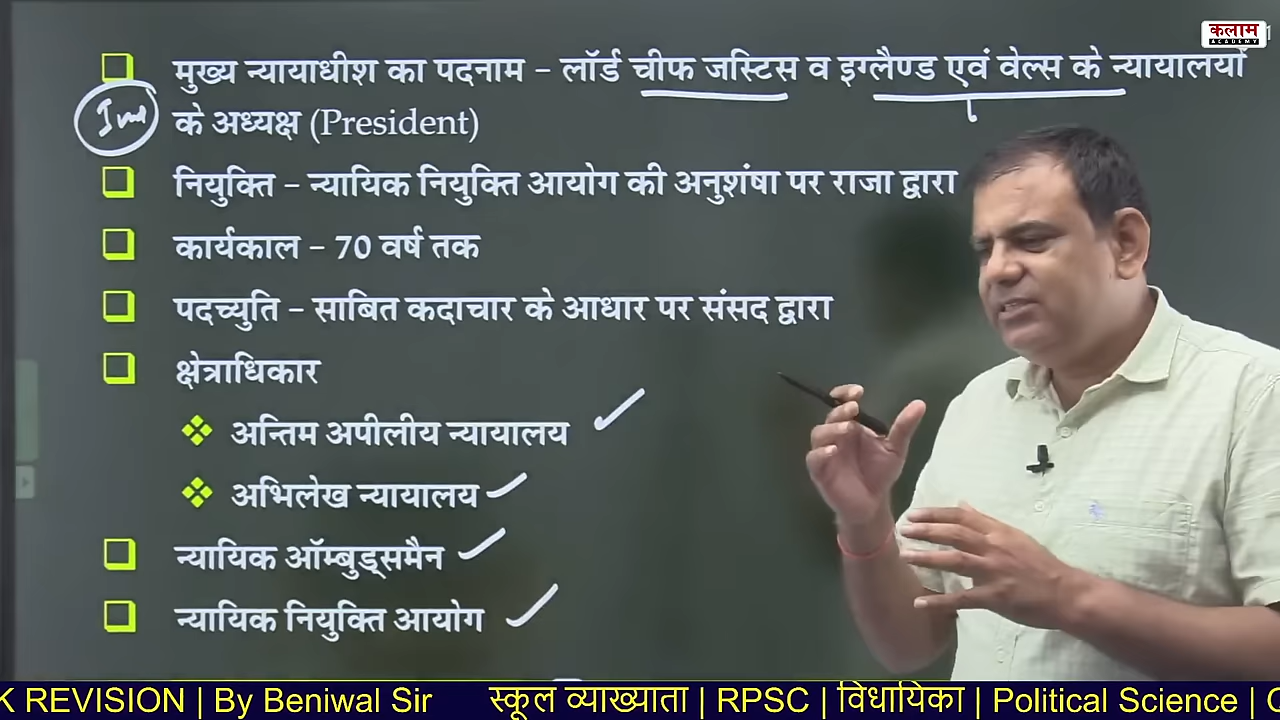 कलाम
ACADEMY
मुख्य न्यायाधीश का पदनाम – लॉर्ड चीफ जस्टिस व इग्लैण्ड एवं वेल्स के न्यायालयों
के अध्यक्ष (President)
नियुक्ति – न्यायिक नियुक्ति आयोग की अनुशंषा पर राजा द्वारा
कार्यकाल – 70 वर्ष तक
पदच्युति – साबित कदाचार के आधार पर संसद द्वारा
क्षेत्राधिकार
अन्तिम अपीलीय न्यायालय
अभिलेख न्यायालय
न्यायिक ऑम्बुड्समैन
न्यायिक नियुक्ति आयोग
K REVISION | By Beniwal Sir स्कूल व्याख्याता | RPSC | विधायिका | Political Science |